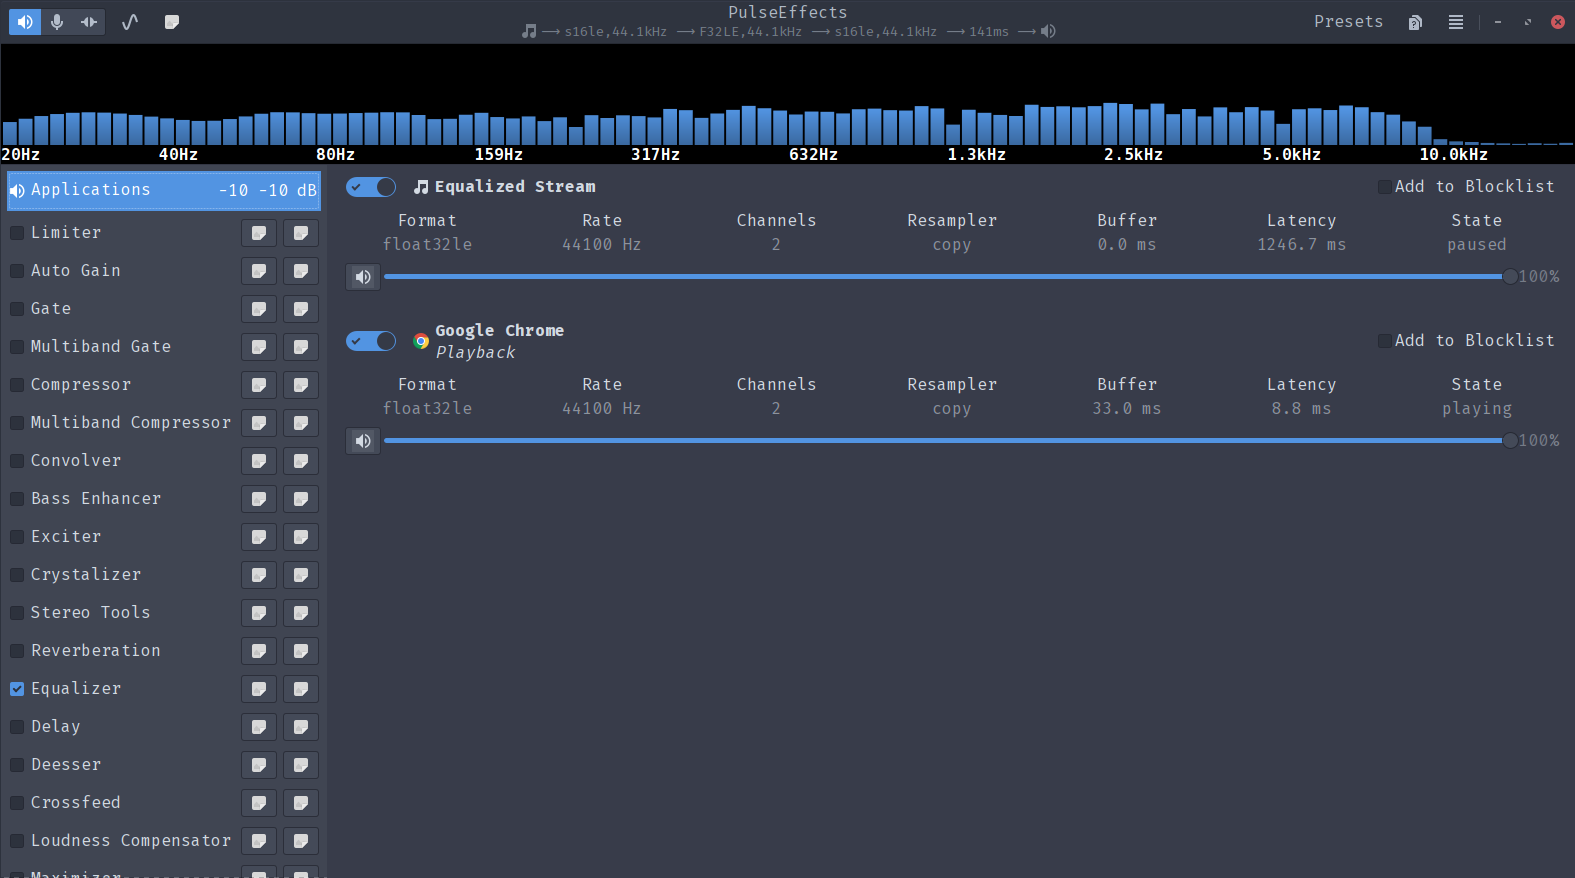 PulseEffects
s16le,44.1kHz ⟶ F32LE,44.1kHz ⟶ s16le,44.1kHz ⟶ 141ms ⟶
Presets
20Hz 40Hz 80Hz 159Hz 317Hz 632Hz 1.3kHz 2.5kHz 5.0kHz 10.0kHz
Applications -10 -10 dB
Limiter
Auto Gain
Gate
Multiband Gate
Compressor
Multiband Compressor
Convolver
Bass Enhancer
Exciter
Crystalizer
Stereo Tools
Reverberation
Equalizer
Delay
Deesser
Crossfeed
Loudness Compensator
Maximizer
Equalized Stream Add to Blocklist
Format Rate Channels Resampler Buffer Latency State
float32le 44100 Hz 2 copy 0.0 ms 1246.7 ms paused
100%
Google Chrome
Playback
Add to Blocklist
Format Rate Channels Resampler Buffer Latency State
float32le 44100 Hz 2 copy 33.0 ms 8.8 ms playing
100%